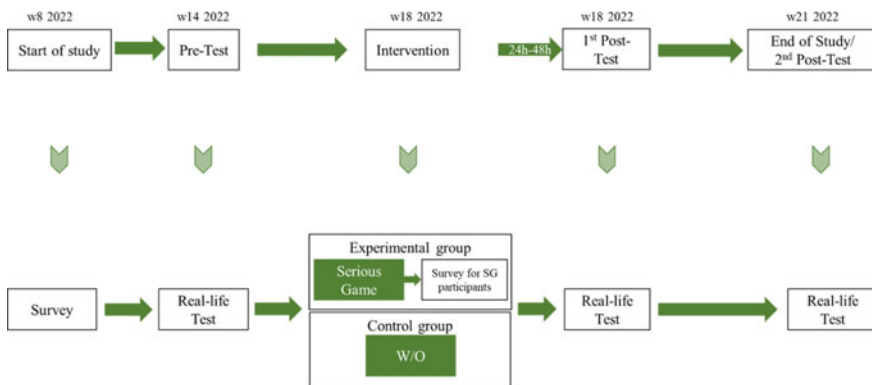 w8 2022
w14 2022
w18 2022
w18 2022
w21 2022
Start of study
Pre-Test
Intervention
24h-48h
1st Post-
Test
End of Study/
2nd Post-Test
Experimental group
Serious
Game
Survey for SG
participants
Survey
Real-life
Test
Control group
W/O
Real-life
Test
Real-life
Test